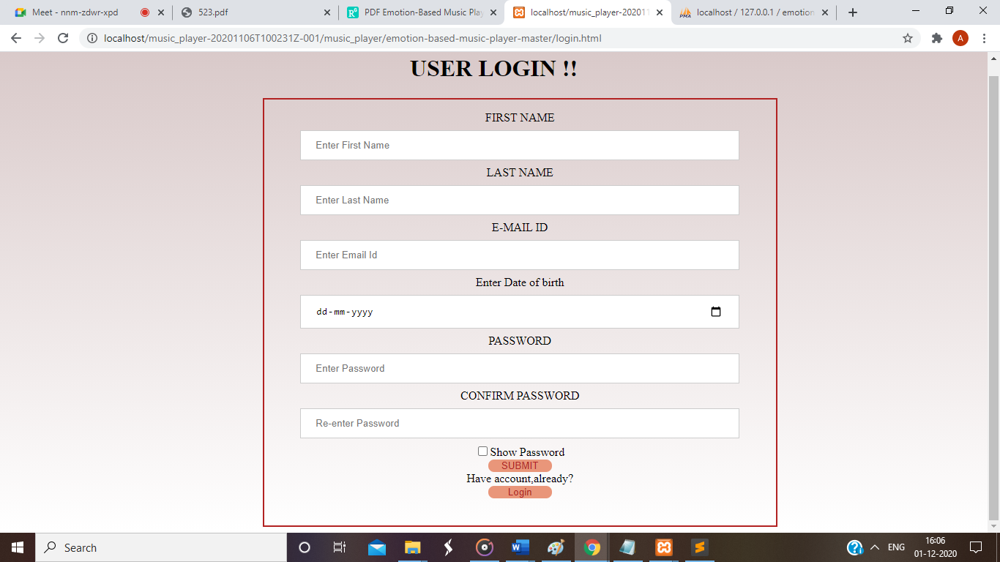 Meet - nnm-zdwr-xpd
523.pdf
PDF Emotion-Based Music Play
localhost/music_player-202011
localhost / 127.0.0.1 / emotion
localhost/music_player-20201106T100231Z-001/music_player/emotion-based-music-player-master/login.html
A
USER LOGIN !!
FIRST NAME
Enter First Name
LAST NAME
Enter Last Name
E-MAIL ID
Enter Email Id
Enter Date of birth
dd-mm-yyyy
PASSWORD
Enter Password
CONFIRM PASSWORD
Re-enter Password
Show Password
SUBMIT
Have account,already?
Login
Search
ENG
16:06
01-12-2020